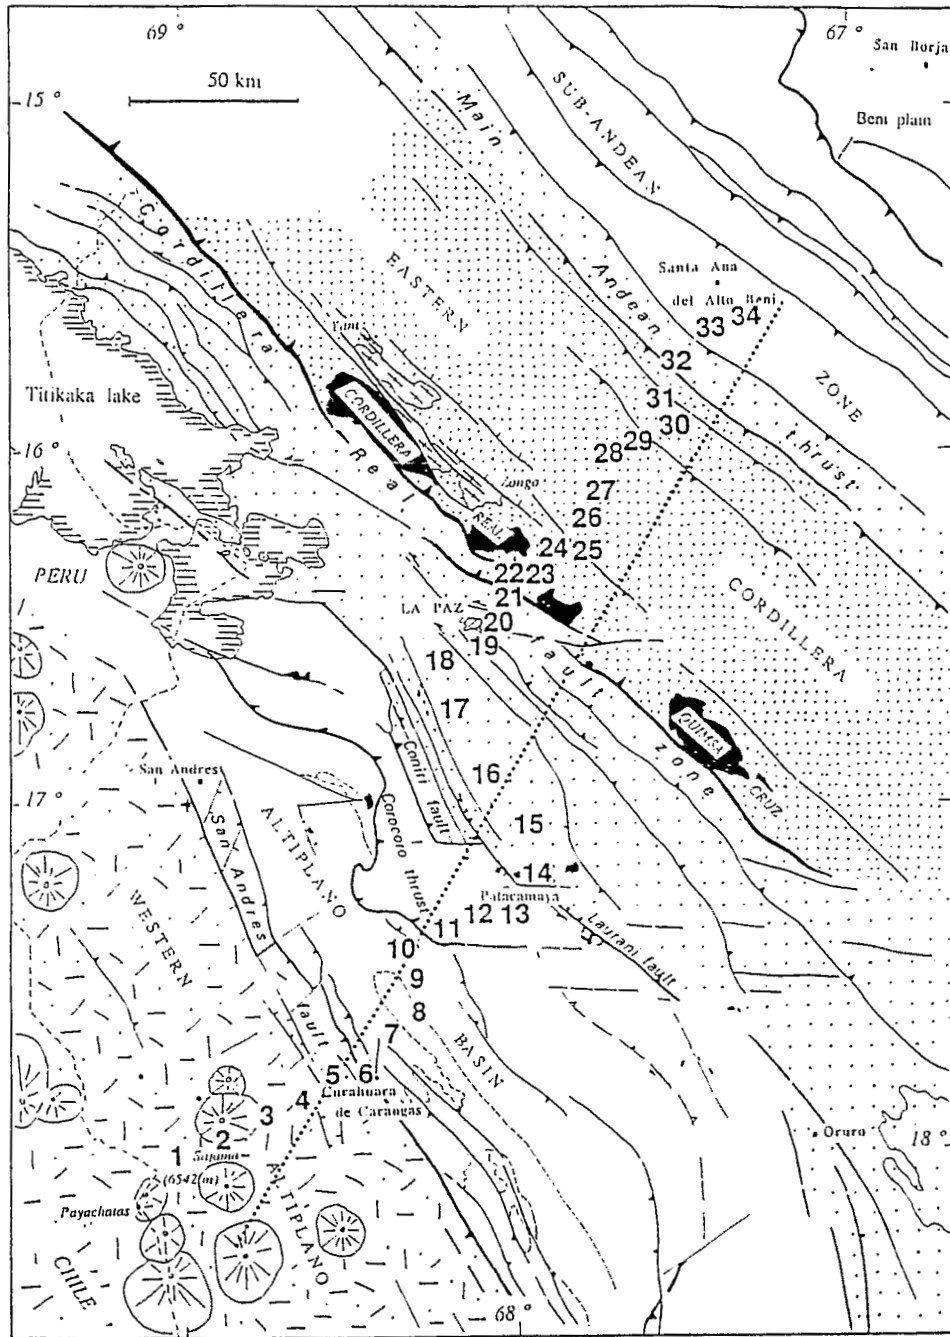 69 °
67 °
San Borja
50 km
15 °
Main
SUB-ANDEAN
Beni plain
Cordillera
EASTERN
Andean
Santa Ana
del Alto Beni
34
33
32
ZONE
Titikaka lake
CORDILLERA
31
30
thrust
16 °
Real
29
28
Zongo
27
REAL
26
24 25
PERU
22 23
CORDILLERA
21
LA PAZ
20
19
fault
18
17
QUIMSA
zone
CRUZ
Coniri fault
16
San Andres
17 °
ALTIPLANO
Corocoro thrust
15
San Andres
14
Patacamaya
12 13
WESTERN
11
Layrani fault
10
9
8
fault
7
BASIN
5 6
Curahuara
de Carangas
4
3
2
1
Sajama
(6542 m)
Oruro
18 °
ALTIPLANO
Payachatas
CHILE
68 °